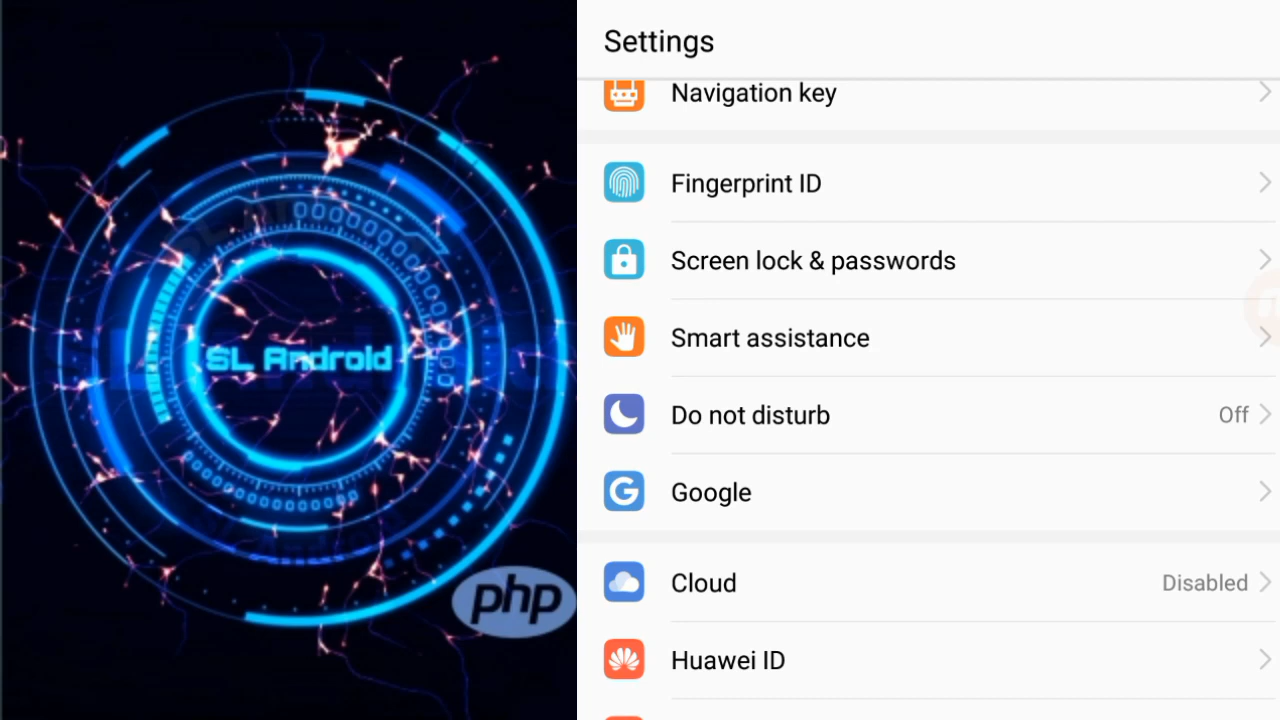 SL Android
php
Settings
Navigation key
Fingerprint ID
Screen lock & passwords
Smart assistance
Do not disturb
Off
Google
Cloud
Disabled
Huawei ID